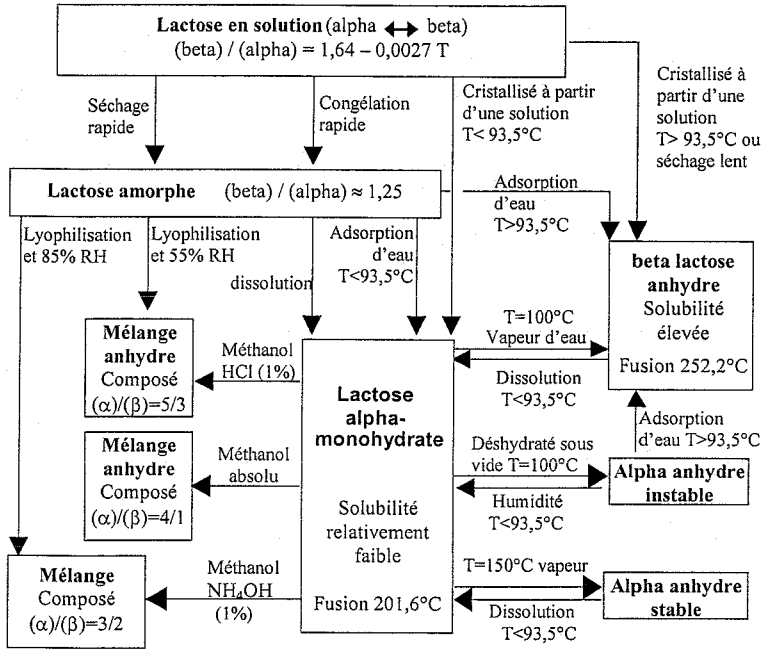 Lactose en solution (alpha ↔ beta)
(beta) / (alpha) = 1,64 – 0,0027 T
Séchage
rapide
Congélation
rapide
Cristallisé à partir
d'une solution
T< 93,5°C
Cristallisé à
partir d'une
solution
T> 93,5°C ou
séchage lent
Lactose amorphe (beta) / (alpha) ≈ 1,25
Adsorption
d'eau
T>93,5°C
Lyophilisation
et 85% RH
Lyophilisation
et 55% RH
dissolution
Adsorption
d'eau
T<93,5°C
beta lactose
anhydre
Solubilité
élevée
Fusion 252,2°C
Mélange
anhydre
Composé
(α)/(β)=5/3
Méthanol
HCl (1%)
Lactose
alpha-
monohydrate
Solubilité
relativement
faible
Fusion 201,6°C
T=100°C
Vapeur d'eau
Dissolution
T<93,5°C
Adsorption
d'eau T>93,5°C
Mélange
anhydre
Composé
(α)/(β)=4/1
Méthanol
absolu
Déshydraté sous
vide T=100°C
Humidité
T<93,5°C
Alpha anhydre
instable
Mélange
Composé
(α)/(β)=3/2
Méthanol
NH₄OH
(1%)
T=150°C vapeur
Dissolution
T<93,5°C
Alpha anhydre
stable